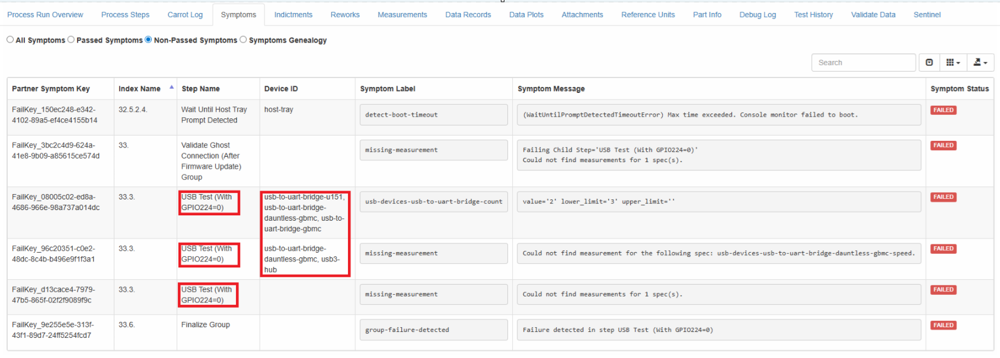 Process Run Overview Process Steps Carrot Log Symptoms Indictments Reworks Measurements Data Records Data Plots Attachments Reference Units Part Info Debug Log Test History Validate Data Sentinel
All Symptoms Passed Symptoms Non-Passed Symptoms Symptoms Genealogy
Search
Partner Symptom Key Index Name Step Name Device ID Symptom Label Symptom Message Symptom Status
FailKey_150ec248-e342-
4102-89a5-ef4ce4155b14
32.5.2.4.
Wait Until Host Tray
Prompt Detected
host-tray
detect-boot-timeout
(WaitUntilPromptDetectedTimeoutError) Max time exceeded. Console monitor failed to boot.
FAILED
FailKey_3bc2c4d9-624a-
41e8-9b09-a85615ce574d
33.
Validate Ghost
Connection (After
Firmware Update)
Group
missing-measurement
Failing Child Step='USB Test (With GPIO224=0)'
Could not find measurements for 1 spec(s).
FAILED
FailKey_08005c02-ed8a-
4686-966e-98a737a014dc
33.3.
USB Test (With
GPIO224=0)
usb-to-uart-bridge-u151,
usb-to-uart-bridge-
dauntless-gbmc, usb-to-
uart-bridge-gbmc
usb-devices-usb-to-uart-bridge-count
value='2' lower_limit='3' upper_limit=''
FAILED
FailKey_96c20351-c0e2-
48dc-8c4b-b496e9f1f3a1
33.3.
USB Test (With
GPIO224=0)
usb-to-uart-bridge-
dauntless-gbmc, usb3-
hub
missing-measurement
Could not find measurement for the following spec: usb-devices-usb-to-uart-bridge-dauntless-gbmc-speed.
FAILED
FailKey_d13cace4-7979-
47b5-865f-02f2f9089f9c
33.3.
USB Test (With
GPIO224=0)
missing-measurement
Could not find measurements for 1 spec(s).
FAILED
FailKey_9e255e5e-313f-
43f1-89d7-24ff5254fcd7
33.6.
Finalize Group
group-failure-detected
Failure detected in step USB Test (With GPIO224=0)
FAILED